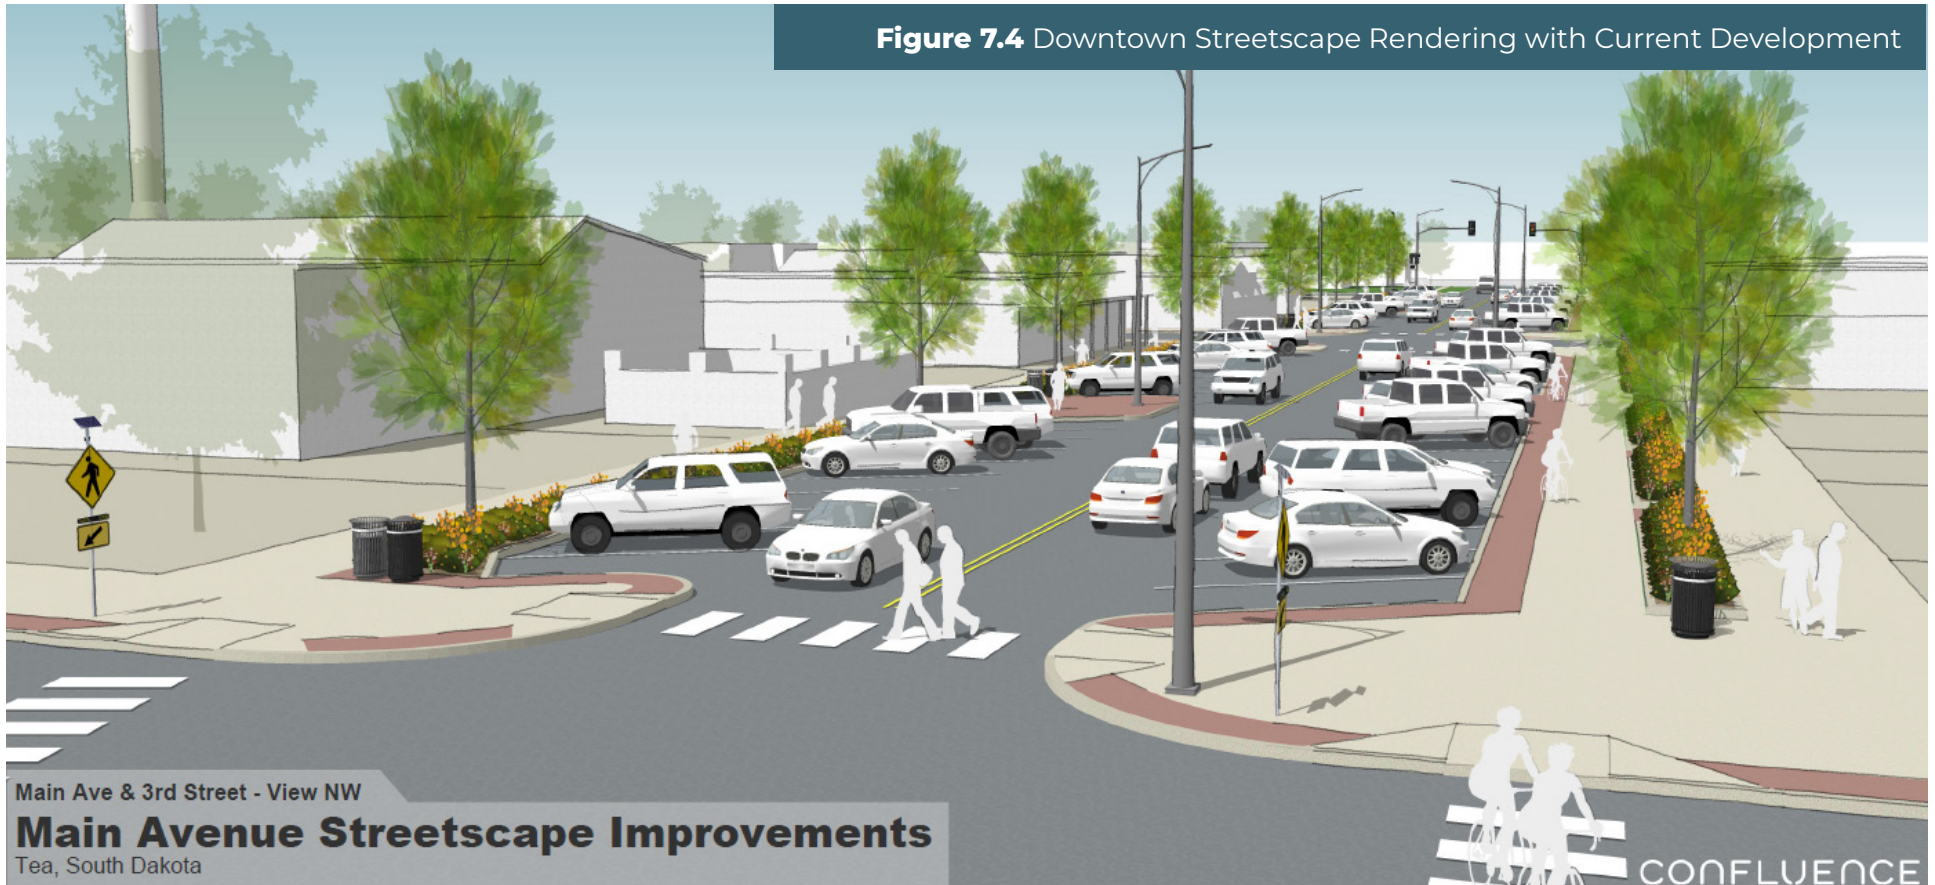 Figure 7.4 Downtown Streetscape Rendering with Current Development
Main Ave & 3rd Street - View NW
Main Avenue Streetscape Improvements
Tea, South Dakota
CONFLUENCE